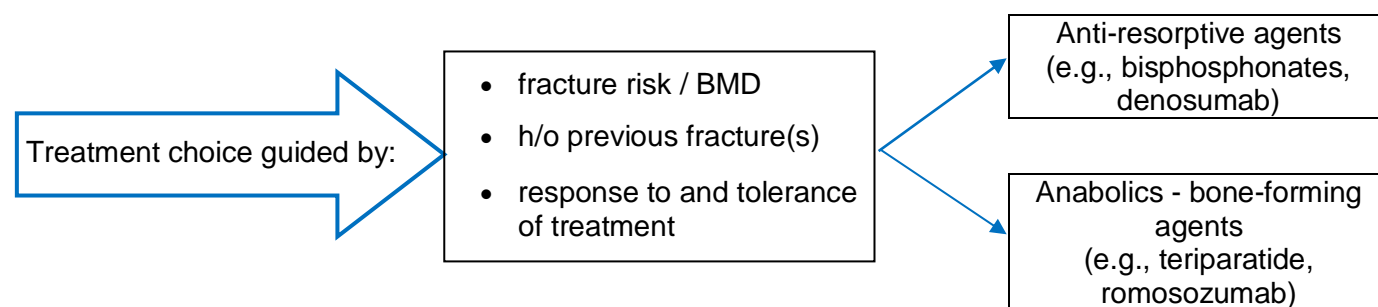 Treatment choice guided by:
• fracture risk / BMD
• h/o previous fracture(s)
• response to and tolerance
of treatment
Anti-resorptive agents
(e.g., bisphosphonates,
denosumab)
Anabolics - bone-forming
agents
(e.g., teriparatide,
romosozumab)